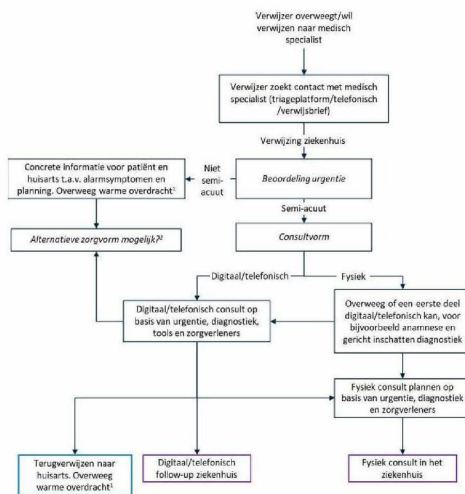 Verwijzer overweegt/wil
verwijzen naar medisch
specialist
Verwijzer zoekt contact met medisch
specialist (triageplatform/telefonisch
/verwijsbrief)
Verwijzing ziekenhuis
Concrete informatie voor patiënt en
huisarts t.a.v. alarmsymptomen en
planning. Overweeg warme overdracht¹
Niet
semi-
acuut
Beoordeling urgentie
Semi-acuut
Alternatieve zorgvorm mogelijk?²
Consultvorm
Digitaal/telefonisch
Fysiek
Digitaal/telefonisch consult op
basis van urgentie, diagnostiek,
tools en zorgverleners
Overweeg of een eerste deel
digitaal/telefonisch kan, voor
bijvoorbeeld anamnese en
gericht inschatten diagnostiek
Fysiek consult plannen op
basis van urgentie, diagnostiek
en zorgverleners
Terugverwijzen naar
huisarts. Overweeg
warme overdracht¹
Digitaal/telefonisch
follow-up ziekenhuis
Fysiek consult in het
ziekenhuis